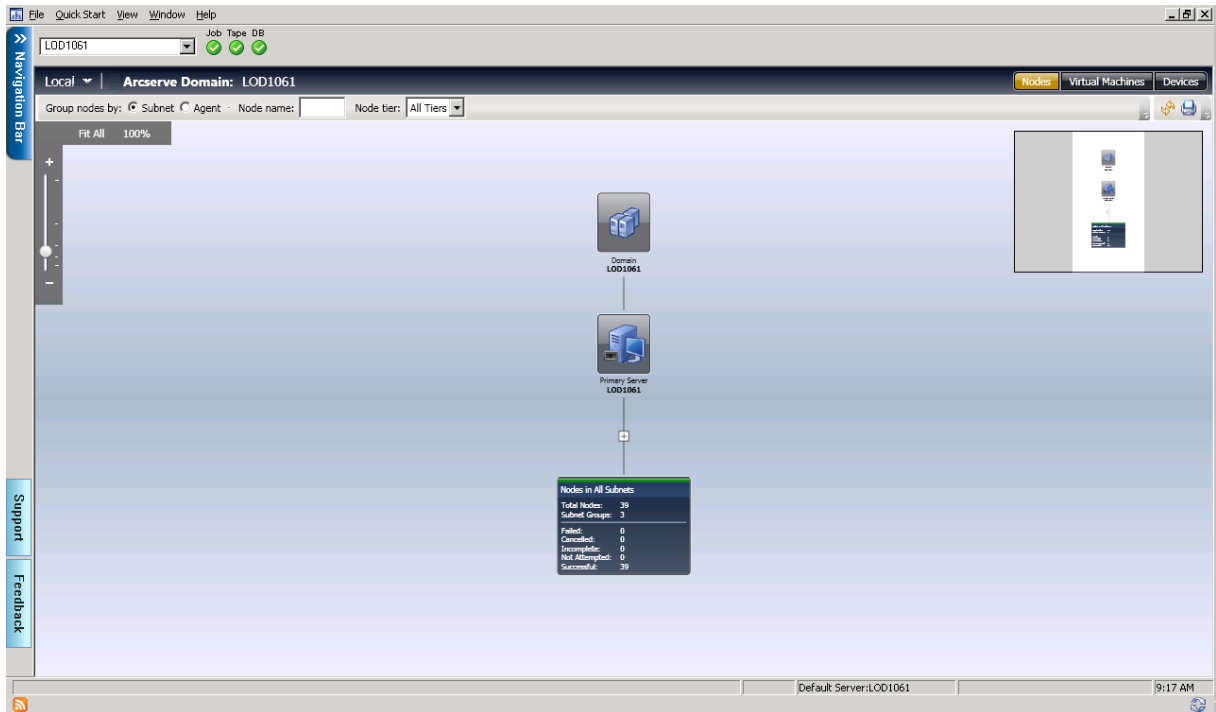 File Quick Start View Window Help
Job Tape DB
LOD1061
Navigation Bar
Local Arcserve Domain: LOD1061
Nodes Virtual Machines Devices
Group nodes by: Subnet Agent · Node name: Node tier: All Tiers
Fit All 100%
Domain
LOD1061
Primary Server
LOD1061
Nodes in All Subnets
Total Nodes: 39
Subnet Groups: 3
Failed: 0
Cancelled: 0
Incomplete: 0
Not Attempted: 0
Successful: 39
Support
Feedback
Default Server:LOD1061
9:17 AM